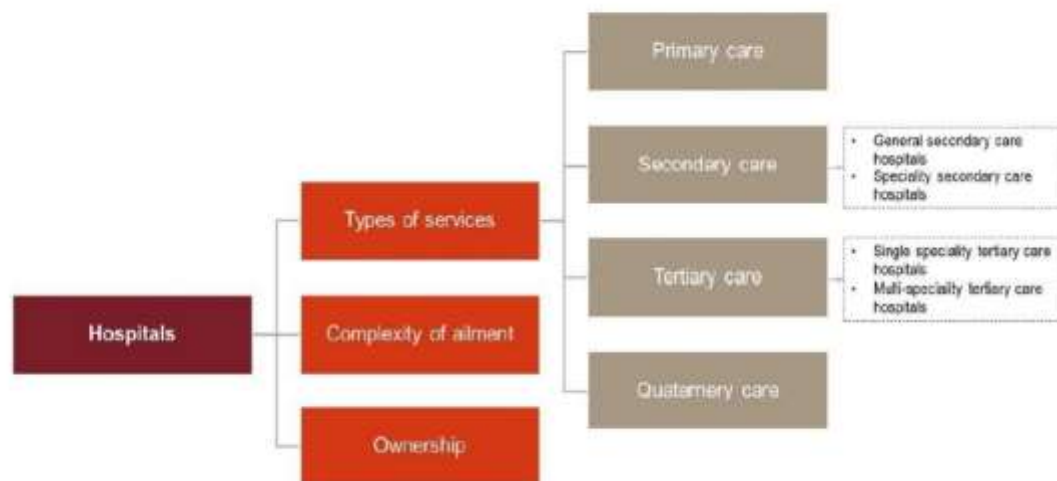 Primary care
Secondary care
• General secondary care
hospitals
• Speciality secondary care
hospitals
Types of services
Tertiary care
• Single speciality tertiary care
hospitals
• Multi-speciality tertiary care
hospitals
Hospitals
Complexity of ailment
Quaternery care
Ownership